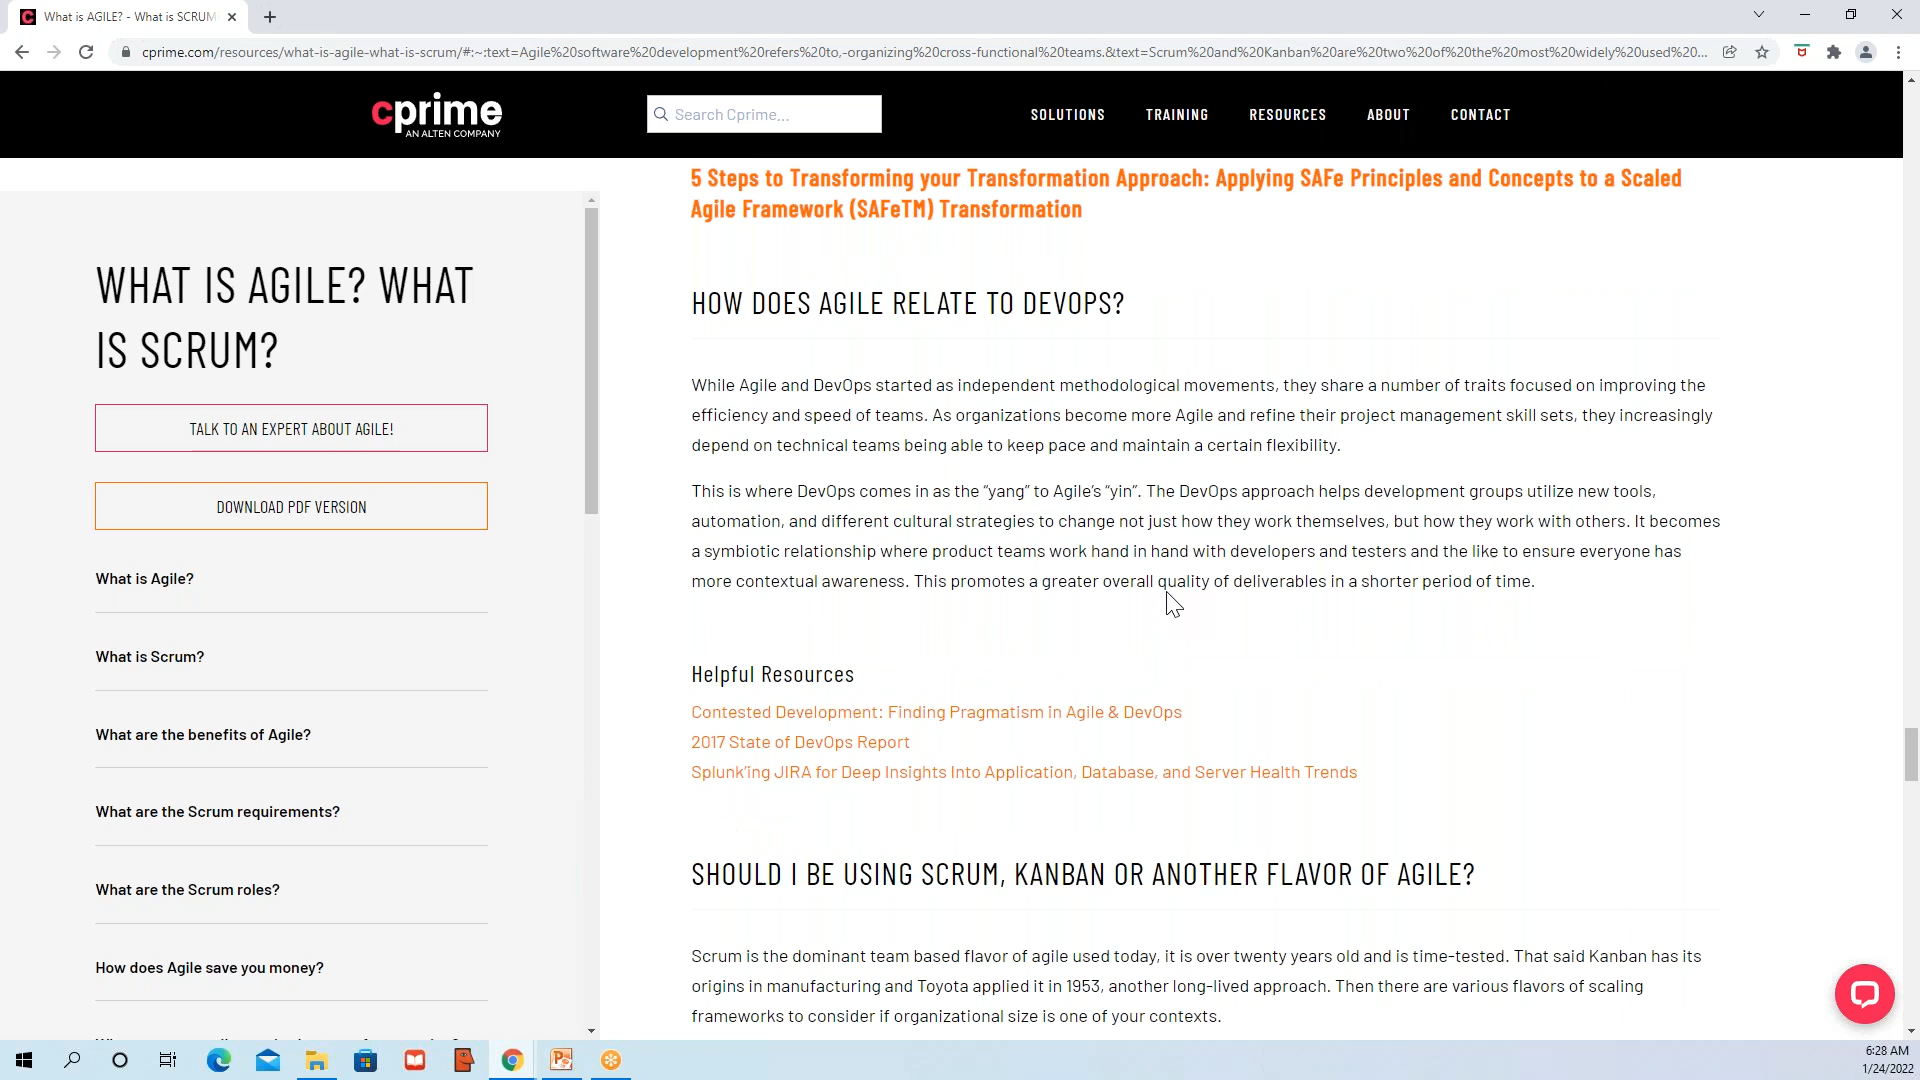 What is AGILE? - What is SCRUM
cprime.com/resources/what-is-agile-what-is-scrum/#:~:text=Agile%20software%20development%20refers%20to,-organizing%20cross-functional%20teams.&text=Scrum%20and%20Kanban%20are%20two%20of%20the%20most%20widely%20used%20...
cprime
AN ALTEN COMPANY
Search Cprime...
SOLUTIONS
TRAINING
RESOURCES
ABOUT
CONTACT
WHAT IS AGILE? WHAT
IS SCRUM?
TALK TO AN EXPERT ABOUT AGILE!
DOWNLOAD PDF VERSION
What is Agile?
What is Scrum?
What are the benefits of Agile?
What are the Scrum requirements?
What are the Scrum roles?
How does Agile save you money?
5 Steps to Transforming your Transformation Approach: Applying SAFe Principles and Concepts to a Scaled
Agile Framework (SAFeTM) Transformation
HOW DOES AGILE RELATE TO DEVOPS?
While Agile and DevOps started as independent methodological movements, they share a number of traits focused on improving the
efficiency and speed of teams. As organizations become more Agile and refine their project management skill sets, they increasingly
depend on technical teams being able to keep pace and maintain a certain flexibility.
This is where DevOps comes in as the “yang” to Agile’s “yin”. The DevOps approach helps development groups utilize new tools,
automation, and different cultural strategies to change not just how they work themselves, but how they work with others. It becomes
a symbiotic relationship where product teams work hand in hand with developers and testers and the like to ensure everyone has
more contextual awareness. This promotes a greater overall quality of deliverables in a shorter period of time.
Helpful Resources
Contested Development: Finding Pragmatism in Agile & DevOps
2017 State of DevOps Report
Splunk’ing JIRA for Deep Insights Into Application, Database, and Server Health Trends
SHOULD I BE USING SCRUM, KANBAN OR ANOTHER FLAVOR OF AGILE?
Scrum is the dominant team based flavor of agile used today, it is over twenty years old and is time-tested. That said Kanban has its
origins in manufacturing and Toyota applied it in 1953, another long-lived approach. Then there are various flavors of scaling
frameworks to consider if organizational size is one of your contexts.
6:28 AM
1/24/2022